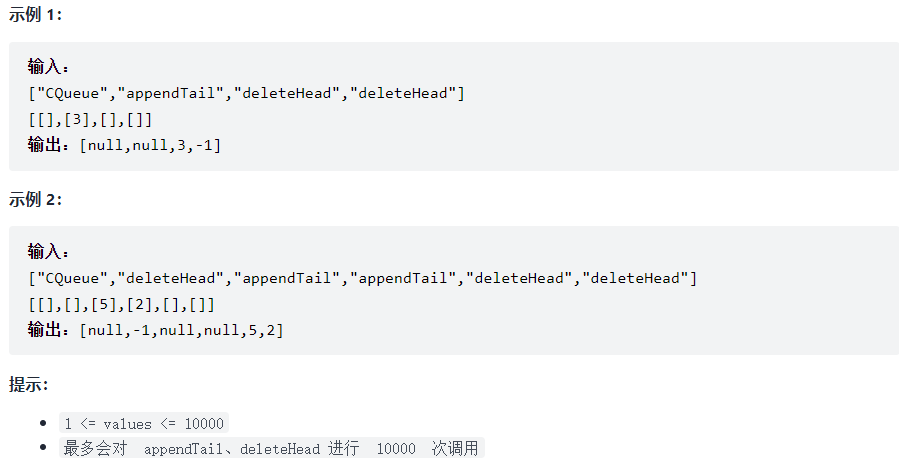 示例 1：
输入：
["CQueue","appendTail","deleteHead","deleteHead"]
[[],[3],[],[]]
输出：[null,null,3,-1]
示例 2：
输入：
["CQueue","deleteHead","appendTail","appendTail","deleteHead","deleteHead"]
[[],[],[5],[2],[],[]]
输出：[null,-1,null,null,5,2]
提示：
1 <= values <= 10000
最多会对 appendTail、deleteHead 进行 10000 次调用